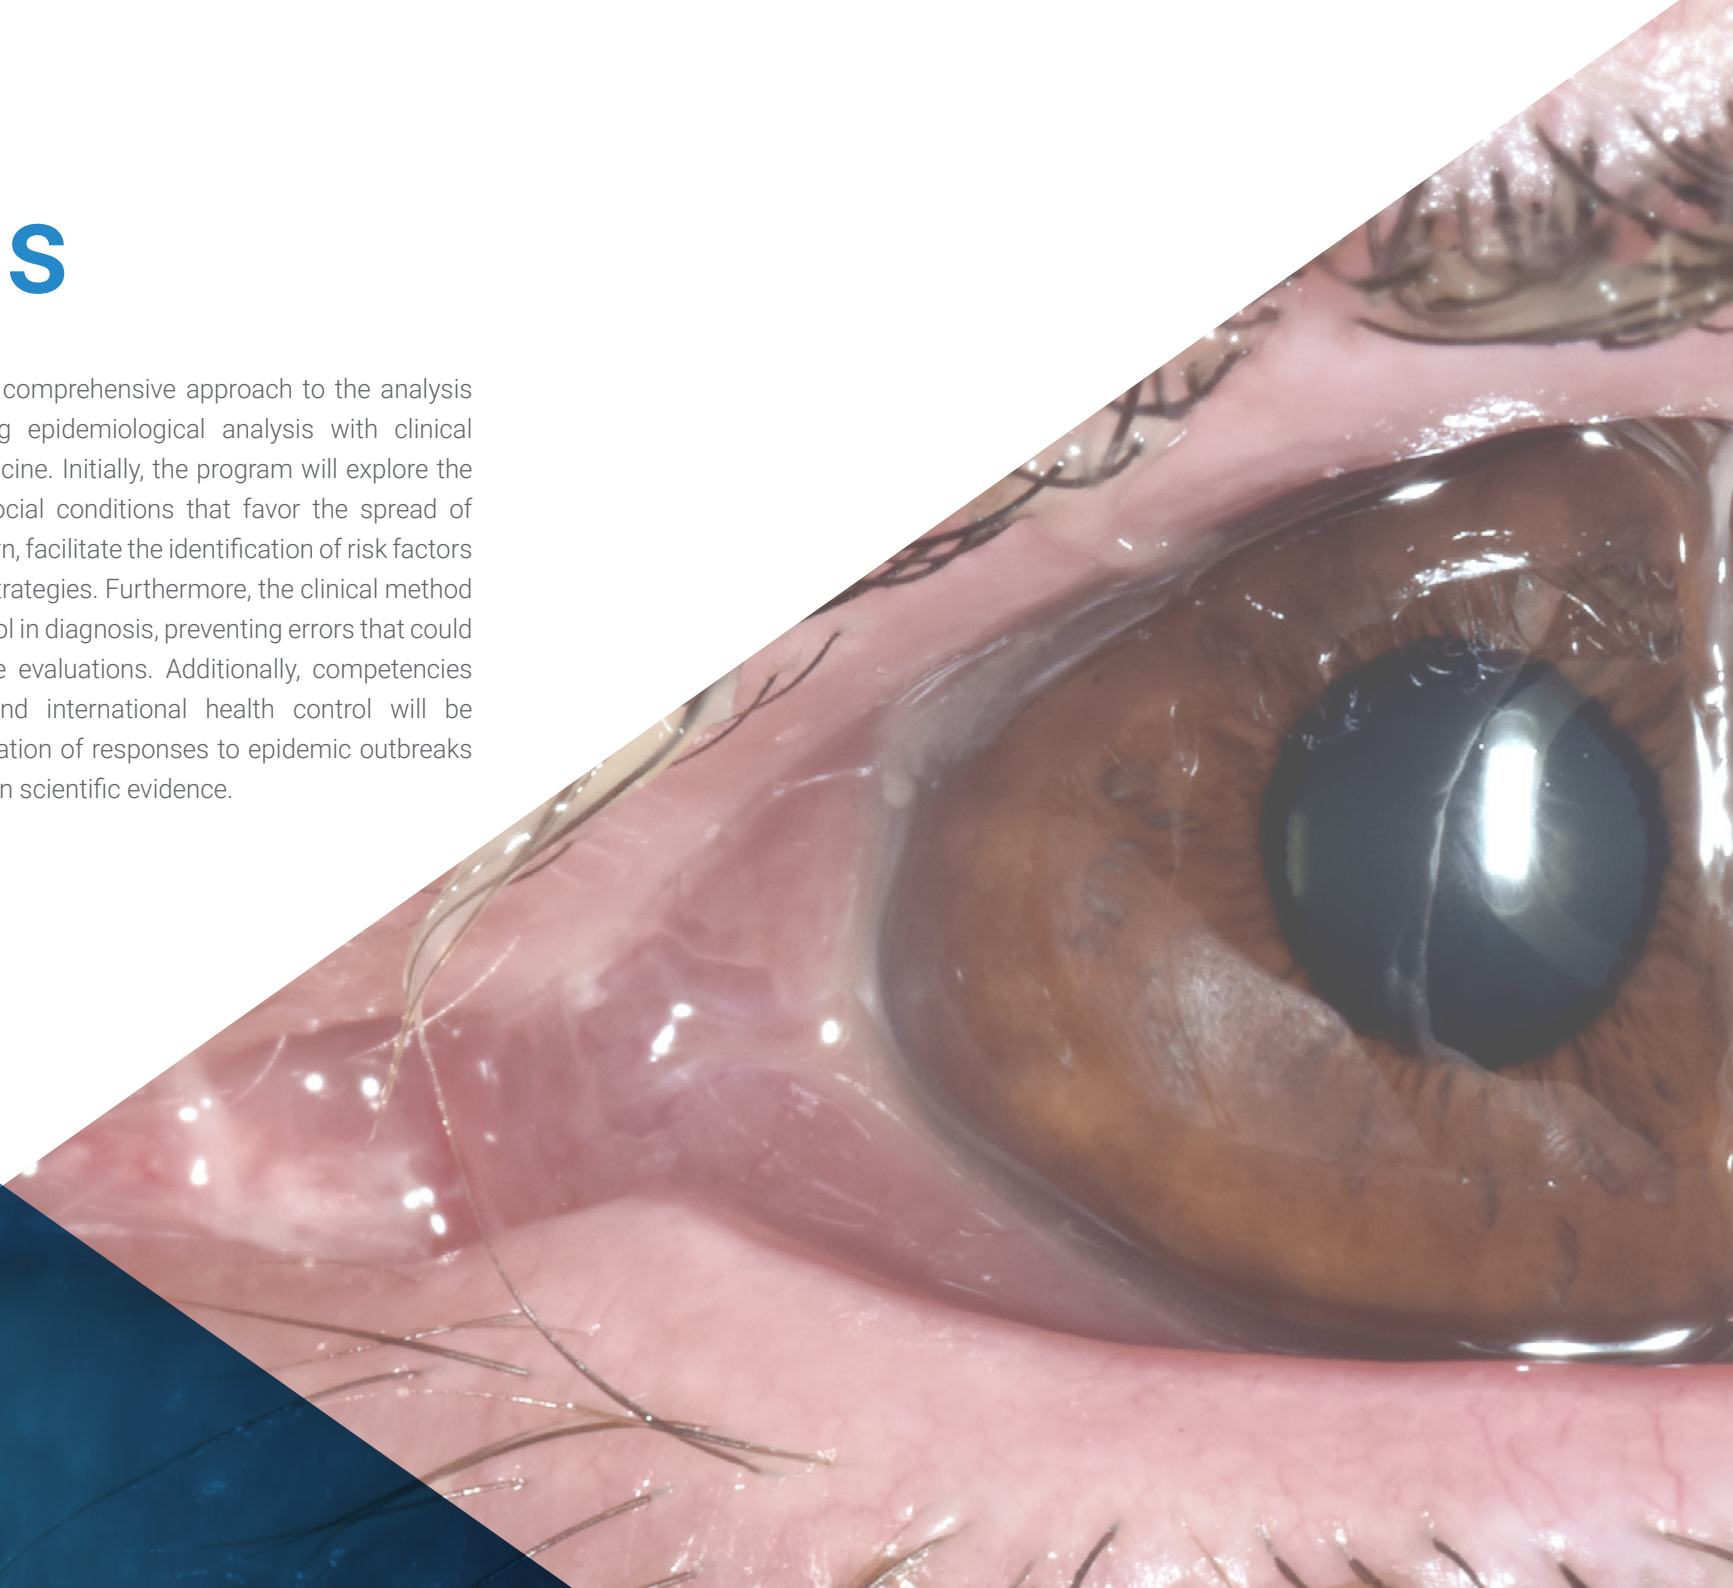 s
comprehensive approach to the analysis
g epidemiological analysis with clinical
cine. Initially, the program will explore the
ocial conditions that favor the spread of
n, facilitate the identification of risk factors
trategies. Furthermore, the clinical method
ol in diagnosis, preventing errors that could
e evaluations. Additionally, competencies
nd international health control will be
ation of responses to epidemic outbreaks
n scientific evidence.